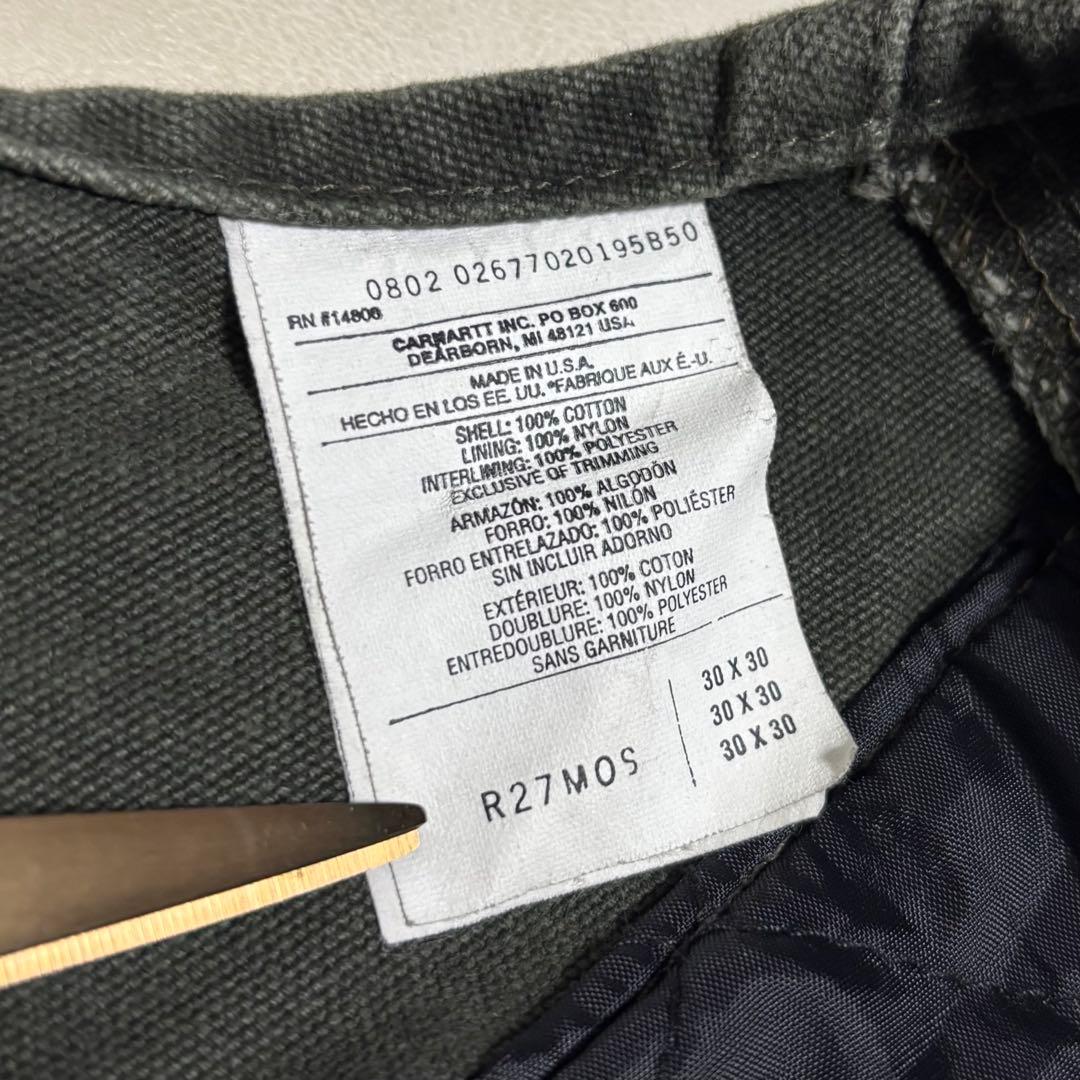 0802 02677020195B50
RN #14806
CARHARTT INC. PO BOX 600
DEARBORN, MI 48121 USA
MADE IN U.S.A.
HECHO EN LOS EE. UU. *FABRIQUE AUX É.-U.
SHELL: 100% COTTON
LINING: 100% NYLON
INTERLINING: 100% POLYESTER
EXCLUSIVE OF TRIMMING
ARMAZÓN: 100% ALGODÓN
FORRO: 100% NILÓN
FORRO ENTRELAZADO: 100% POLIÉSTER
SIN INCLUIR ADORNO
EXTÉRIEUR: 100% COTON
DOUBLURE: 100% NYLON
ENTREDOUBLURE: 100% POLYESTER
SANS GARNITURE
R27MOS
30 X 30
30 X 30
30 X 30